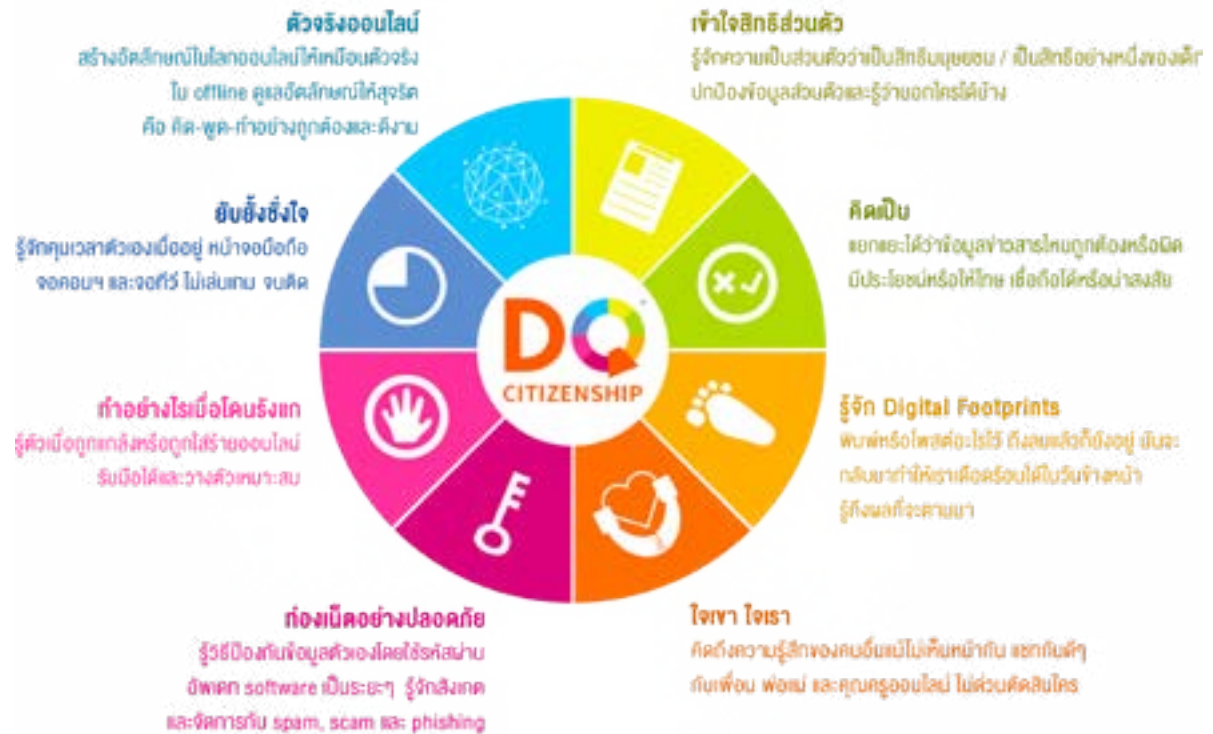 ตัวจริงออนไลน์
สร้างอัตลักษณ์ในโลกออนไลน์ให้เหมือนตัวจริง
ใน offline ดูแลอัตลักษณ์ให้สุจริต
คือ คิด-พูด-ทำอย่างถูกต้องและดีงาม
เข้าใจสิทธิส่วนตัว
รู้จักความเป็นส่วนตัวว่าเป็นสิทธิมนุษยชน / เป็นสิทธิอย่างหนึ่งของเด็ก
ปกป้องข้อมูลส่วนตัวและรู้ว่าบอกใครได้บ้าง
ยับยั้งชั่งใจ
รู้จักคุมเวลาตัวเองเมื่ออยู่ หน้าจอมือถือ
จอคอมฯ และจอทีวี ไม่เล่นเกม จนติด
คิดเป็น
แยกแยะได้ว่าข้อมูลข่าวสารไหนถูกต้องหรือผิด
มีประโยชน์หรือให้โทษ เชื่อถือได้หรือน่าสงสัย
DQ
CITIZENSHIP
ทำอย่างไรเมื่อโดนรังแก
รู้ตัวเมื่อถูกแกล้งหรือถูกใส่ร้ายออนไลน์
รับมือได้และวางตัวเหมาะสม
รู้จัก Digital Footprints
พิมพ์หรือโพสต์อะไรไว้ ถึงลบแล้วก็ยังอยู่ มันจะ
กลับมาทำให้เราเดือดร้อนได้ในวันข้างหน้า
รู้ถึงผลที่จะตามมา
ท่องเน็ตอย่างปลอดภัย
รู้วิธีป้องกันข้อมูลตัวเองโดยใช้รหัสผ่าน
อัพเดท software เป็นระยะๆ รู้จักสังเกต
และจัดการกับ spam, scam และ phishing
ใจเขา ใจเรา
คิดถึงความรู้สึกของคนอื่นแม้ไม่เห็นหน้ากัน แชทกันดีๆ
กับเพื่อน พ่อแม่ และคุณครูออนไลน์ ไม่ด่วนตัดสินใคร